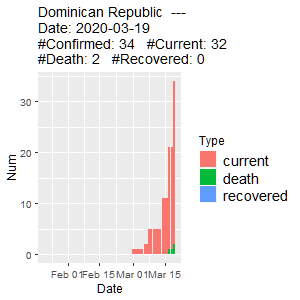 Dominican Republic ---
Date: 2020-03-19
#Confirmed: 34 #Current: 32
#Death: 2 #Recovered: 0
30
20
10
0
Num
Feb 01 Feb 15 Mar 01 Mar 15
Date
Type
current
death
recovered